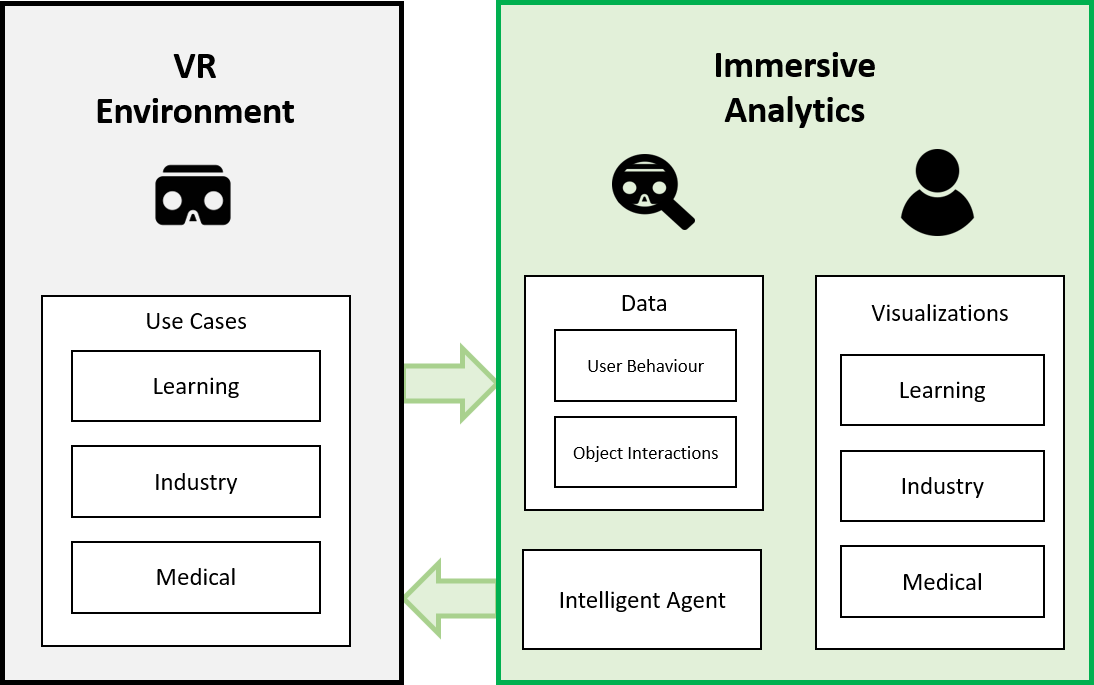 VR
Environment
Use Cases
Learning
Industry
Medical
Immersive
Analytics
Data
User Behaviour
Object Interactions
Intelligent Agent
Visualizations
Learning
Industry
Medical